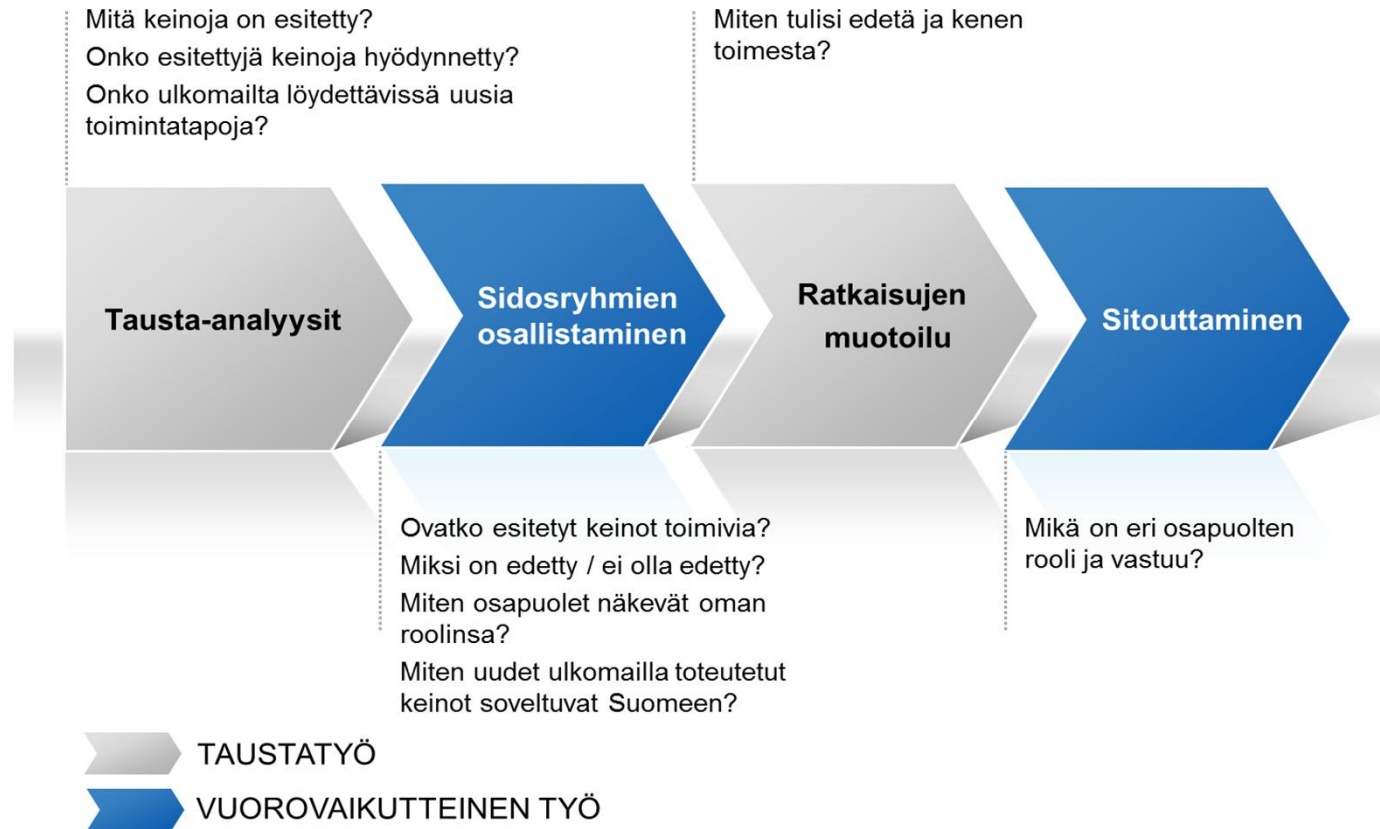 Mitä keinoja on esitetty?
Onko esitettyjä keinoja hyödynnetty?
Onko ulkomailta löydettävissä uusia
toimintatapoja?
Miten tulisi edetä ja kenen
toimesta?
Tausta-analyysit
Sidosryhmien
osallistaminen
Ratkaisujen
muotoilu
Sitouttaminen
Ovatko esitetyt keinot toimivia?
Miksi on edetty / ei olla edetty?
Miten osapuolet näkevät oman
roolinsa?
Miten uudet ulkomailla toteutetut
keinot soveltuvat Suomeen?
Mikä on eri osapuolten
rooli ja vastuu?
TAUSTATYÖ
VUOROVAIKUTTEINEN TYÖ